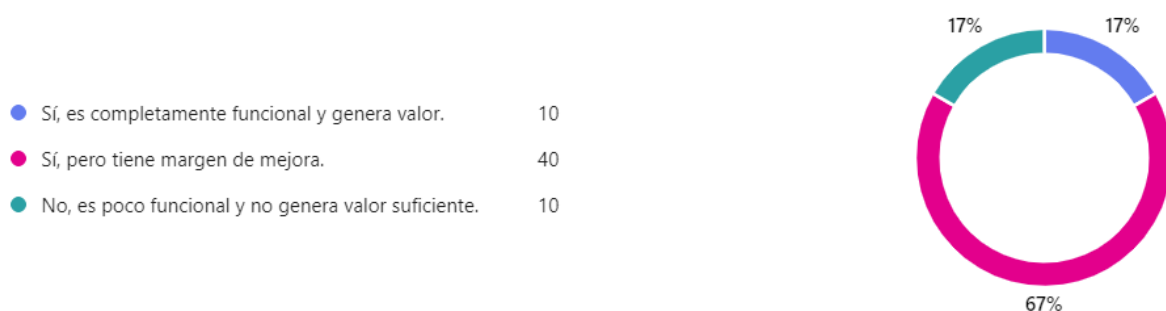 Sí, es completamente funcional y genera valor. 10
Sí, pero tiene margen de mejora. 40
No, es poco funcional y no genera valor suficiente. 10
17% 17%
67%